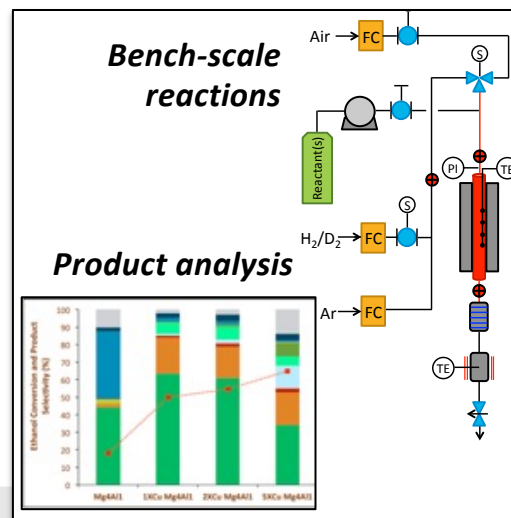 Bench-scale
reactions
Air
FC
S
Reactant(s)
PI
TE
H₂/D₂
FC
S
Ar
FC
TE
Product analysis
Ethanol Conversion and Product
Selectivity (%)
100
90
80
70
60
50
40
30
20
10
0
Mg4Al1
1XCu Mg4Al1
2XCu Mg4Al1
5XCu Mg4Al1